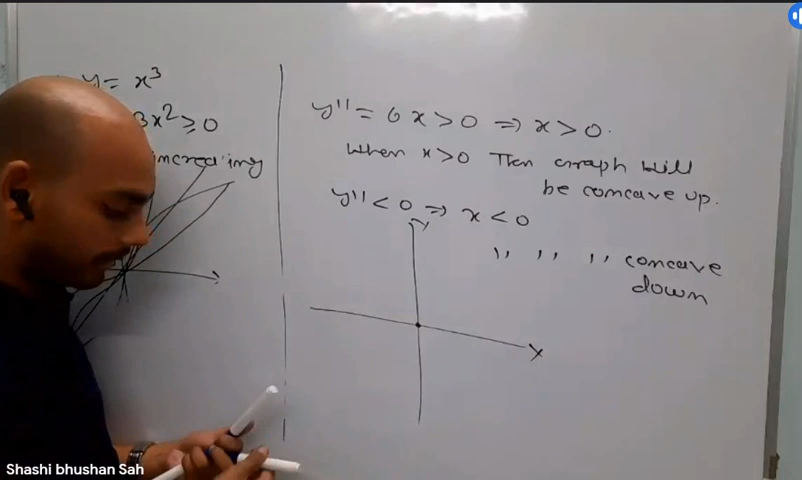 y = x³
3x² ≥ 0
increasing
y'' = 6x > 0 ⇒ x > 0.
When x > 0 Then graph will
be concave up.
y'' < 0 ⇒ x < 0
,, ,, ,, concave
down
Shashi bhushan Sah